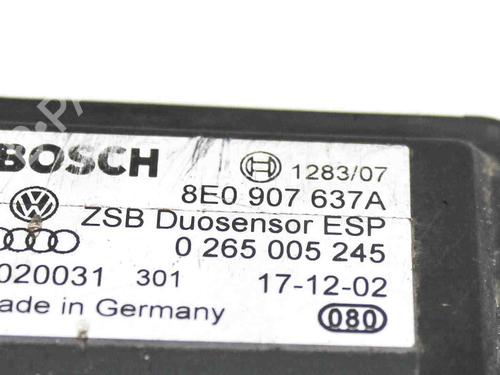 BOSCH 1283/07
8E0 907 637A
ZSB Duosensor ESP
0 265 005 245
020031 301 17-12-02
ade in Germany 080